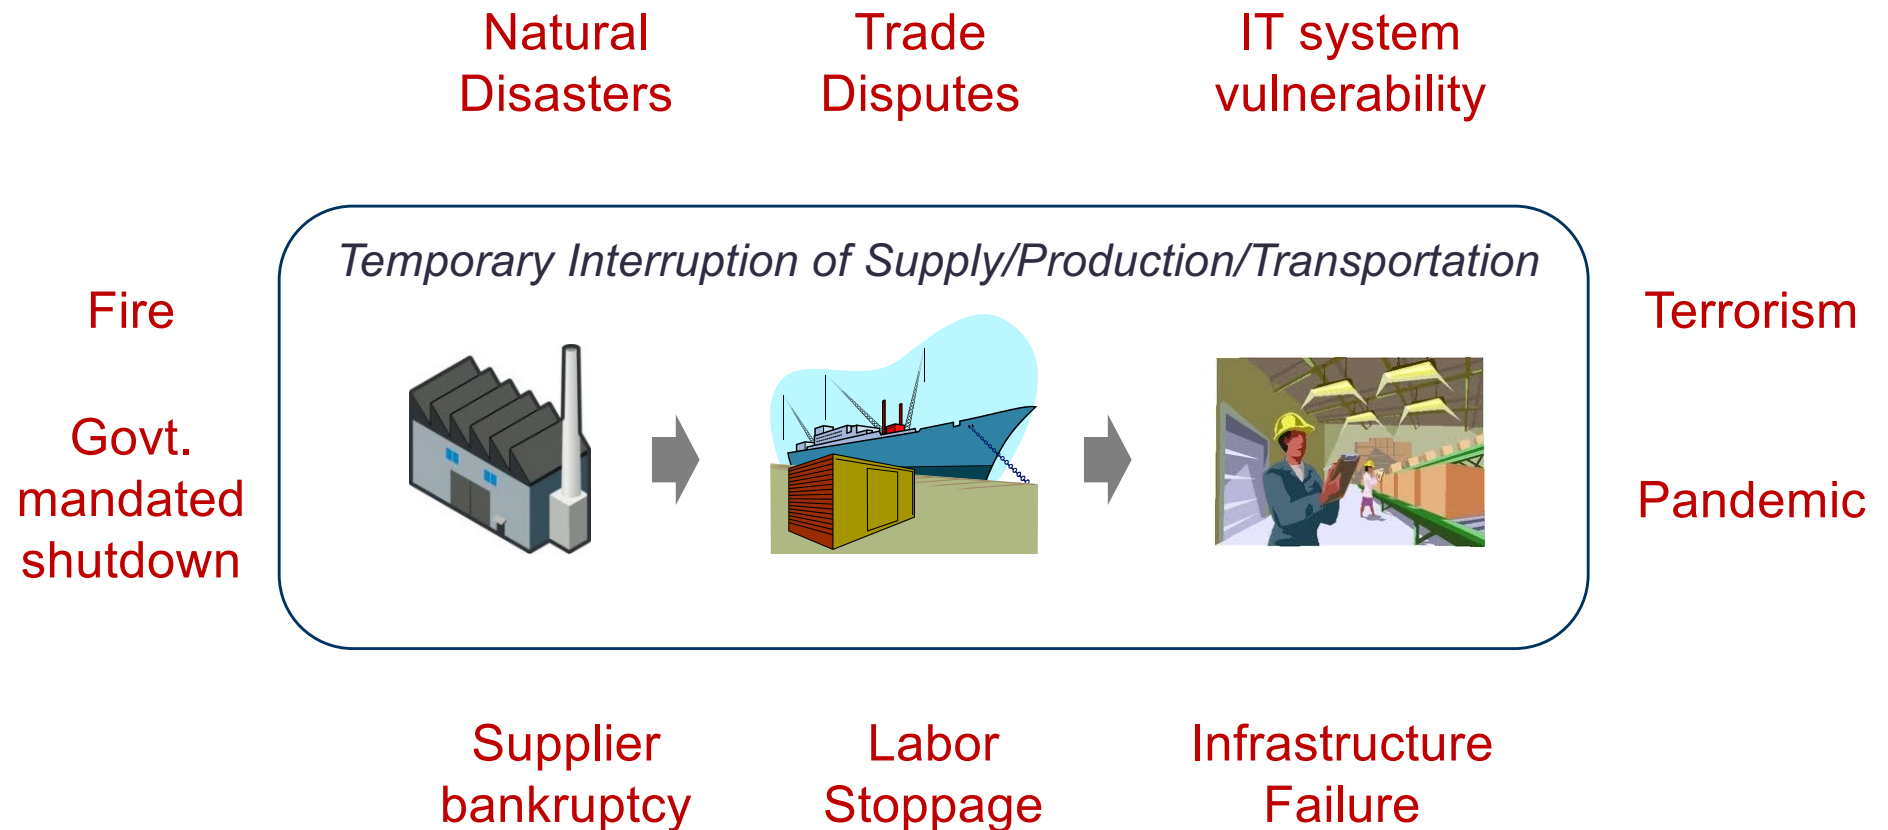 Natural
Disasters
Trade
Disputes
IT system
vulnerability
Temporary Interruption of Supply/Production/Transportation
Fire
Govt.
mandated
shutdown
Terrorism
Pandemic
Supplier
bankruptcy
Labor
Stoppage
Infrastructure
Failure